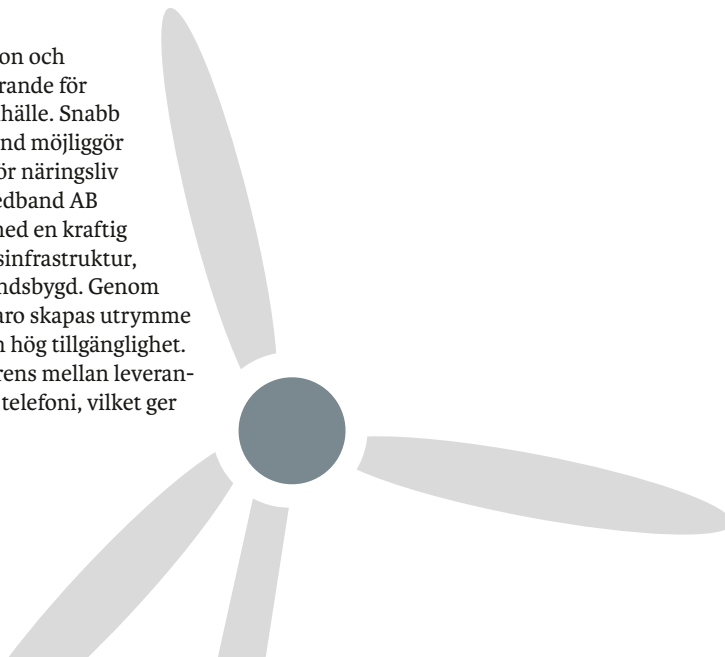 on och
rande för
hälle. Snabb
nd möjliggör
ör näringsliv
edband AB
ned en kraftig
sinfrastruktur,
ndsbygd. Genom
aro skapas utrymme
n hög tillgänglighet.
rens mellan leveran-
telefoni, vilket ger